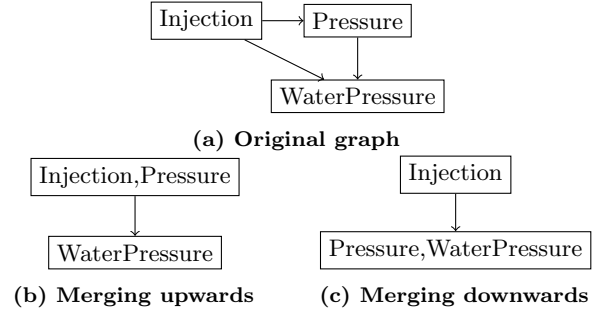 Injection
Pressure
WaterPressure
(a) Original graph
Injection,Pressure
WaterPressure
(b) Merging upwards
Injection
Pressure,WaterPressure
(c) Merging downwards